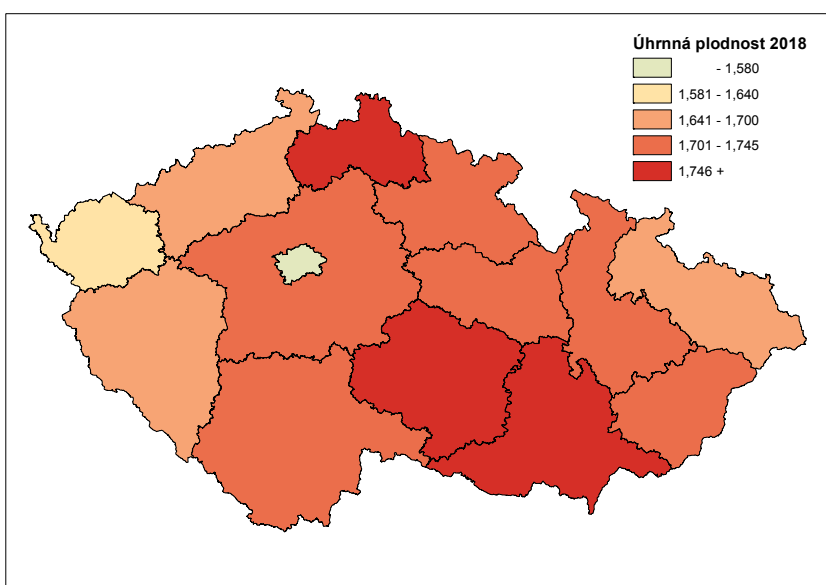 Úhrnná plodnost 2018
- 1,580
1,581 - 1,640
1,641 - 1,700
1,701 - 1,745
1,746 +